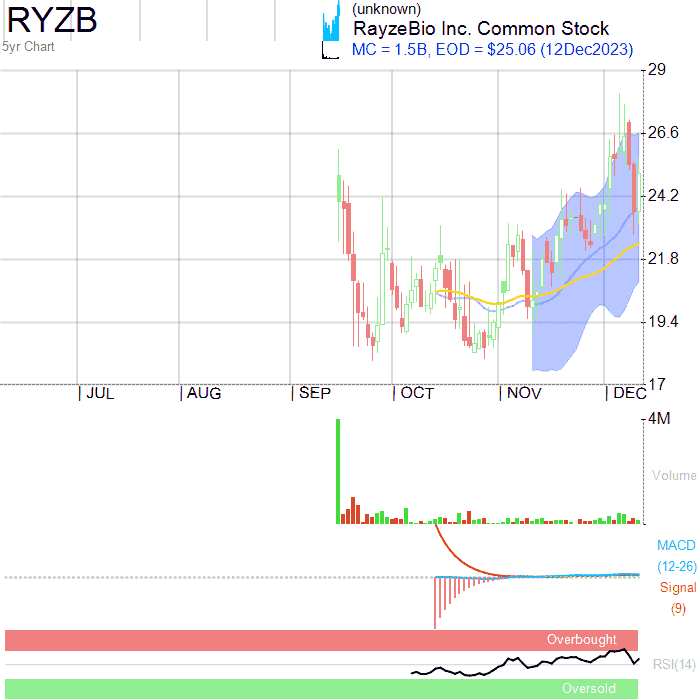 RYZB
5yr Chart
(unknown)
RayzeBio Inc. Common Stock
MC = 1.5B, EOD = $25.06 (12Dec2023)
29
26.6
24.2
21.8
19.4
17
JUL AUG SEP OCT NOV DEC
4M
Volume
MACD
(12-26)
Signal
(9)
Overbought
RSI(14)
Oversold